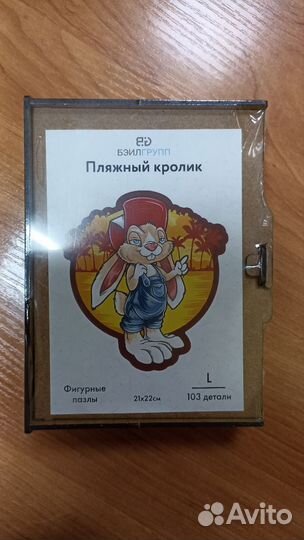 БЭИЛГРУПП
Пляжный кролик
Фигурные
пазлы
21x22см
L
103 детали
Avito